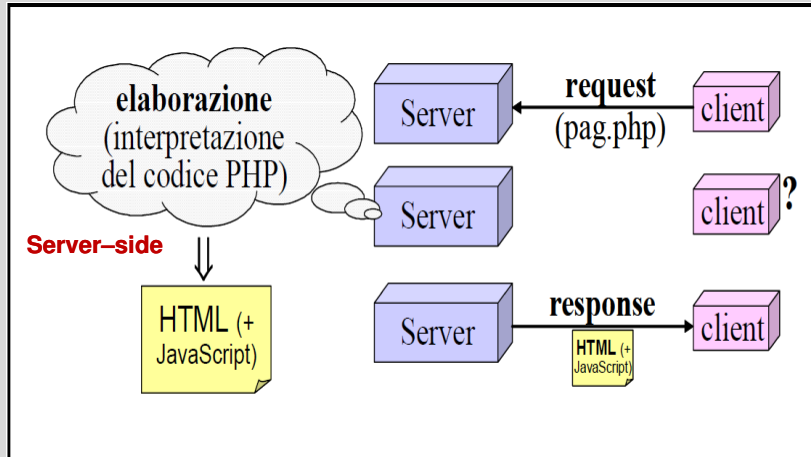 elaborazione
(interpretazione
del codice PHP)
Server
request
(pag.php)
client
Server
client ?
Server–side
HTML (+
JavaScript)
Server
response
HTML (+
JavaScript)
client